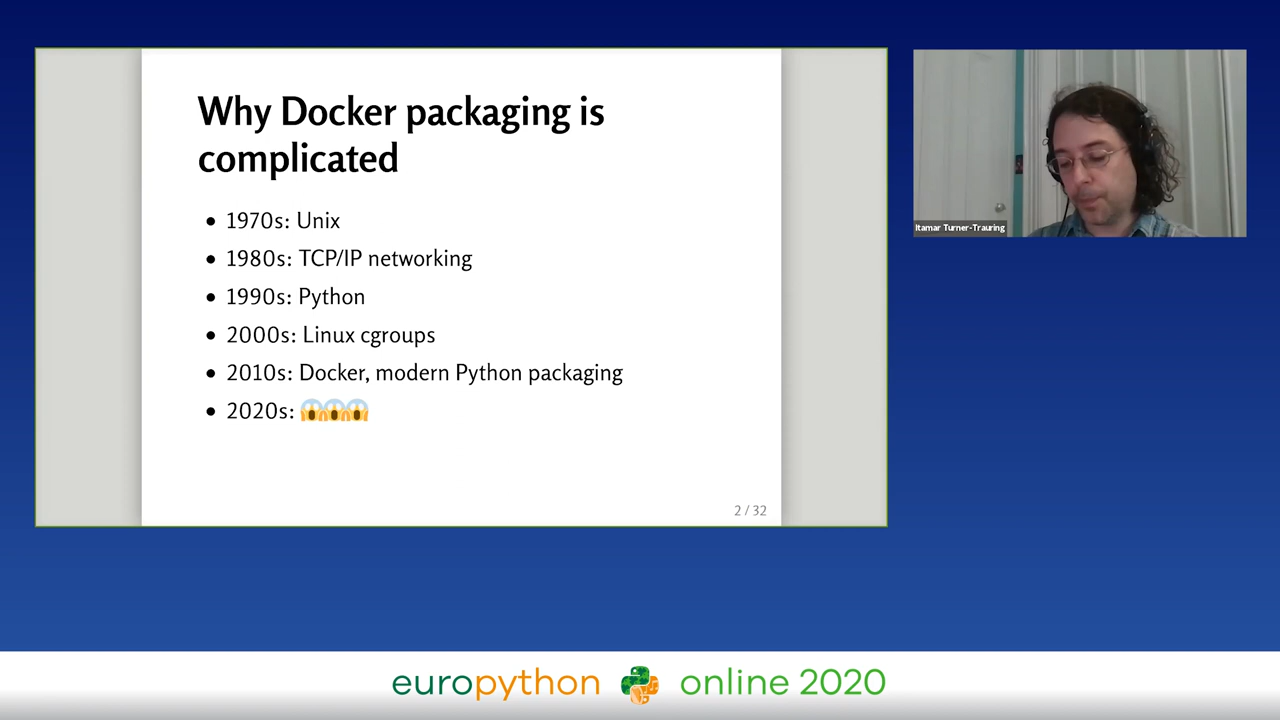 Why Docker packaging is
complicated
• 1970s: Unix
• 1980s: TCP/IP networking
• 1990s: Python
• 2000s: Linux cgroups
• 2010s: Docker, modern Python packaging
• 2020s: 😱😱😱
2 / 32
Itamar Turner-Trauring
europython online 2020